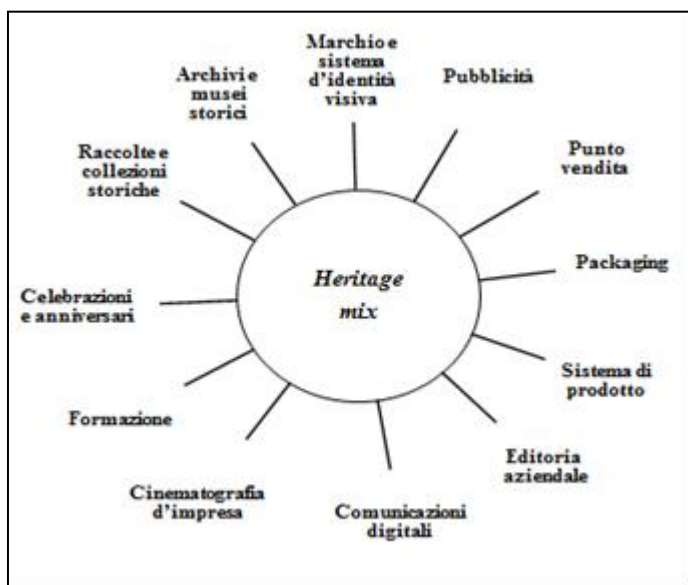 Marchio e
sistema
d'identità
visiva
Pubblicità
Punto
vendita
Packaging
Sistema di
prodotto
Editoria
aziendale
Comunicazioni
digitali
Cinematografia
d'impresa
Formazione
Celebrazioni
e anniversari
Raccolte e
collezioni
storiche
Archivi e
musei
storici
Heritage
mix